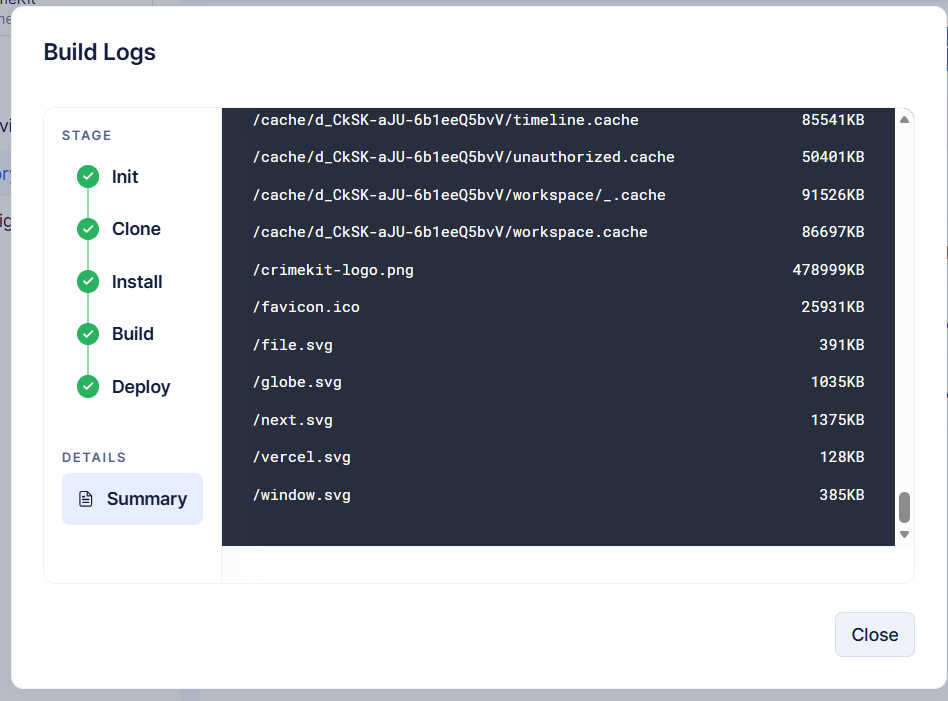 Build Logs
STAGE
Init
Clone
Install
Build
Deploy
DETAILS
Summary
/cache/d_CkSK-aJU-6b1eeQ5bvV/timeline.cache 85541KB
/cache/d_CkSK-aJU-6b1eeQ5bvV/unauthorized.cache 50401KB
/cache/d_CkSK-aJU-6b1eeQ5bvV/workspace/_.cache 91526KB
/cache/d_CkSK-aJU-6b1eeQ5bvV/workspace.cache 86697KB
/crimekit-logo.png 478999KB
/favicon.ico 25931KB
/file.svg 391KB
/globe.svg 1035KB
/next.svg 1375KB
/vercel.svg 128KB
/window.svg 385KB
Close